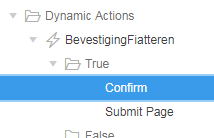 Dynamic Actions
BevestigingFiatteren
True
Confirm
Submit Page
False